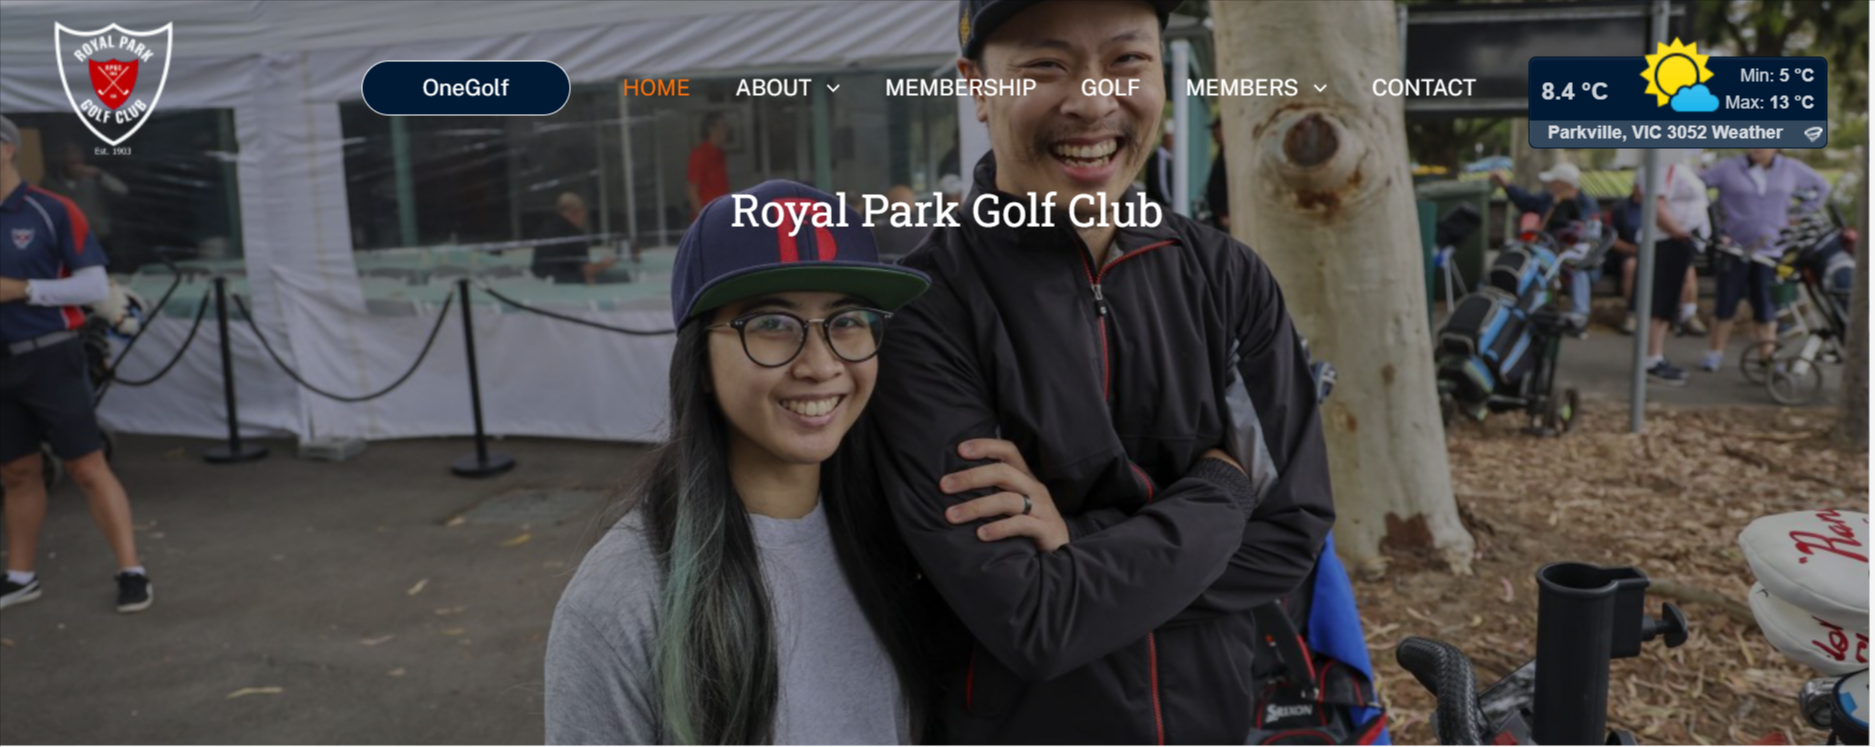 ROYAL PARK
RPGC
GOLF CLUB
Est. 1903
OneGolf
HOME
ABOUT
MEMBERSHIP
GOLF
MEMBERS
CONTACT
8.4 °C
Min: 5 °C
Max: 13 °C
Parkville, VIC 3052 Weather
Royal Park Golf Club
SRIXON